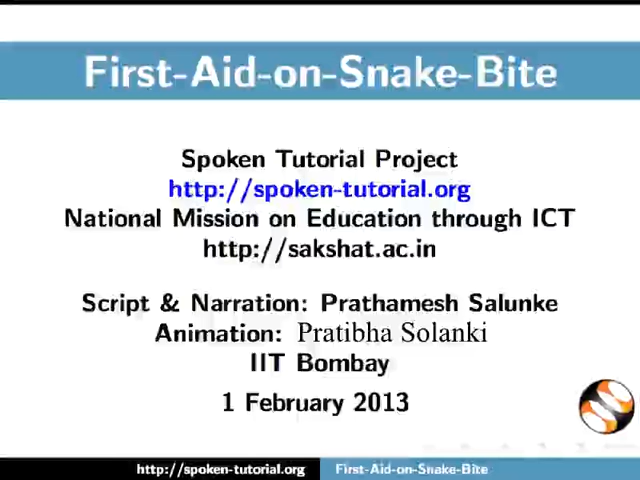 First-Aid-on-Snake-Bite
Spoken Tutorial Project
http://spoken-tutorial.org
National Mission on Education through ICT
http://sakshat.ac.in
Script & Narration: Prathamesh Salunke
Animation: Pratibha Solanki
IIT Bombay
1 February 2013
http://spoken-tutorial.org First-Aid-on-Snake-Bite